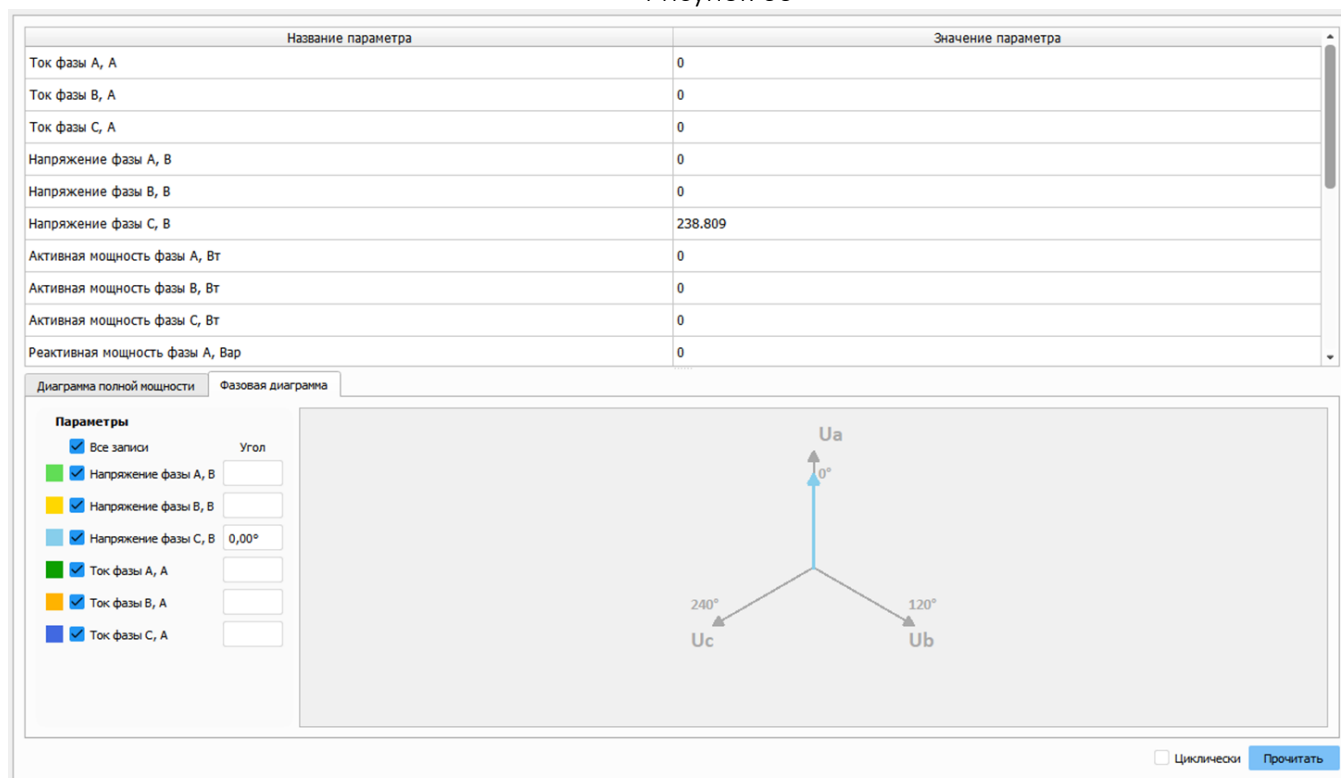 Название параметра Значение параметра
Ток фазы А, А 0
Ток фазы В, А 0
Ток фазы С, А 0
Напряжение фазы А, В 0
Напряжение фазы В, В 0
Напряжение фазы С, В 238.809
Активная мощность фазы А, Вт 0
Активная мощность фазы В, Вт 0
Активная мощность фазы С, Вт 0
Реактивная мощность фазы А, Вар 0
Диаграмма полной мощности Фазовая диаграмма
Параметры
Все записи Угол
Напряжение фазы А, В
Напряжение фазы В, В
Напряжение фазы С, В 0,00°
Ток фазы А, А
Ток фазы В, А
Ток фазы С, А
Ua
0°
240° 120°
Uc Ub
Циклически Прочитать